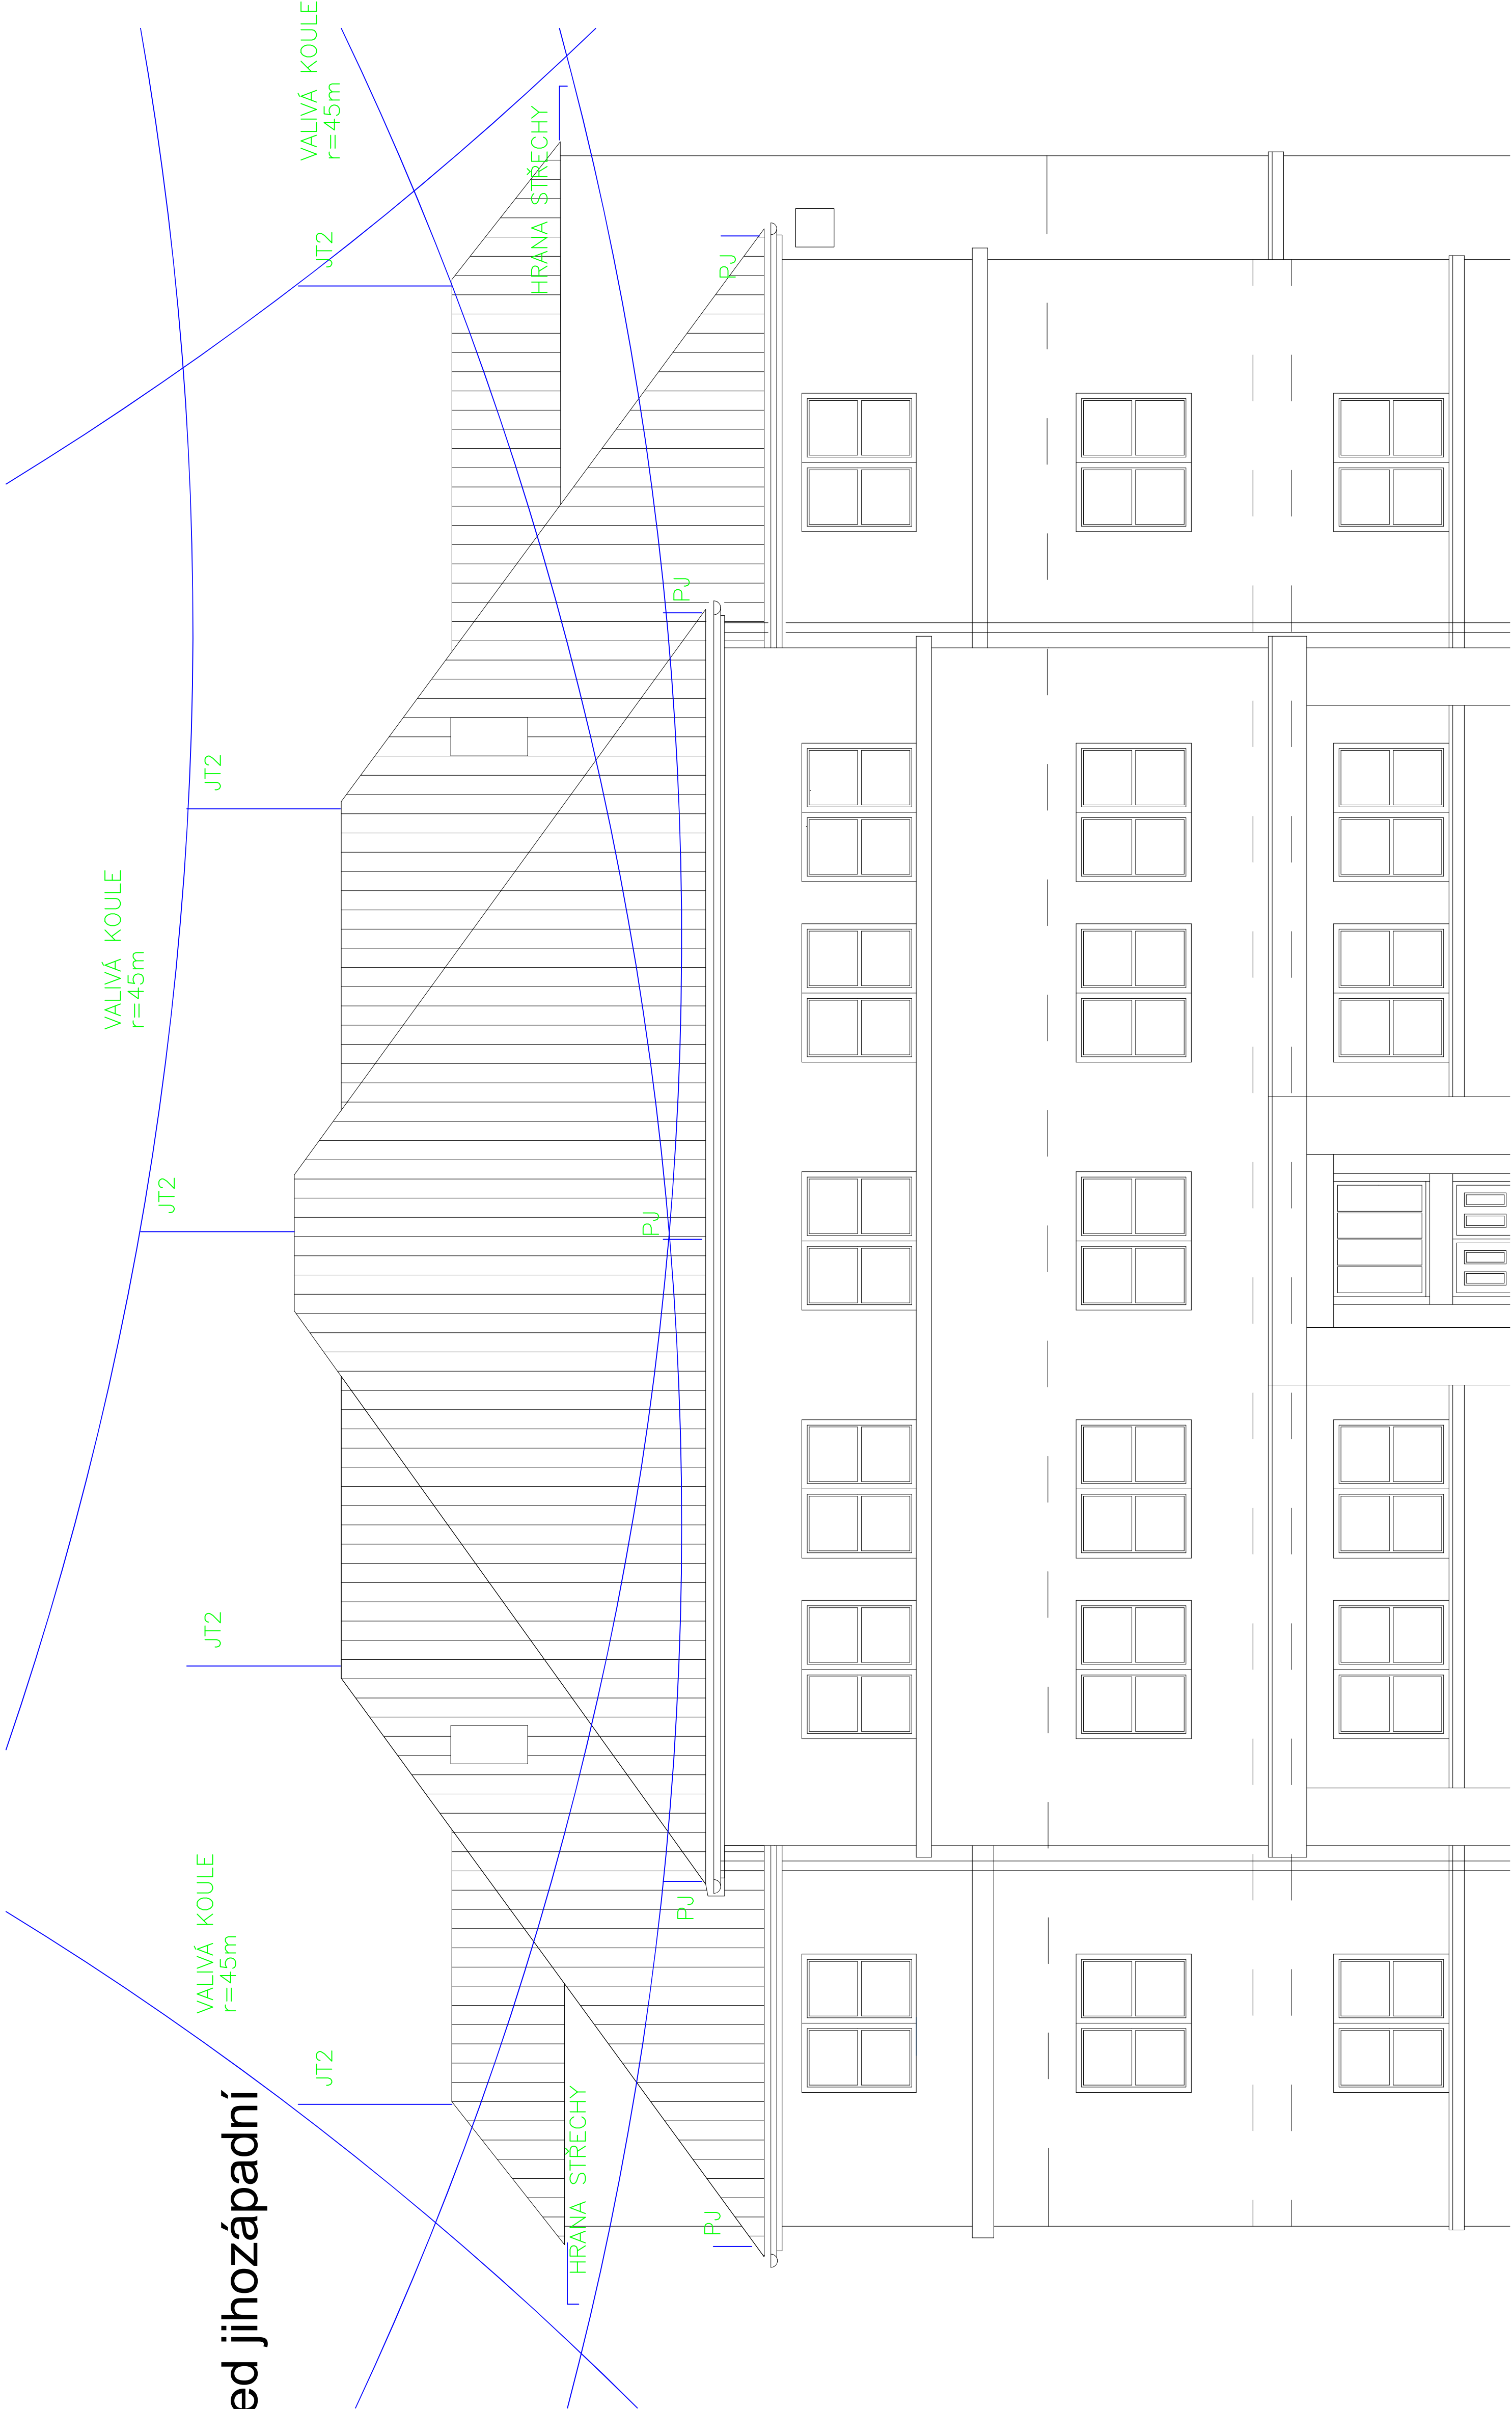 VALIVÁ KOULE
r=45m
JT2
VALIVÁ KOULE
r=45m
JT2
JT2
ed jihozápadní
VALIVÁ KOULE
r=45m
JT2
JT2
HRANA STŘECHY
HRANA STŘECHY
PJ
PJ
PJ
PJ
PJ